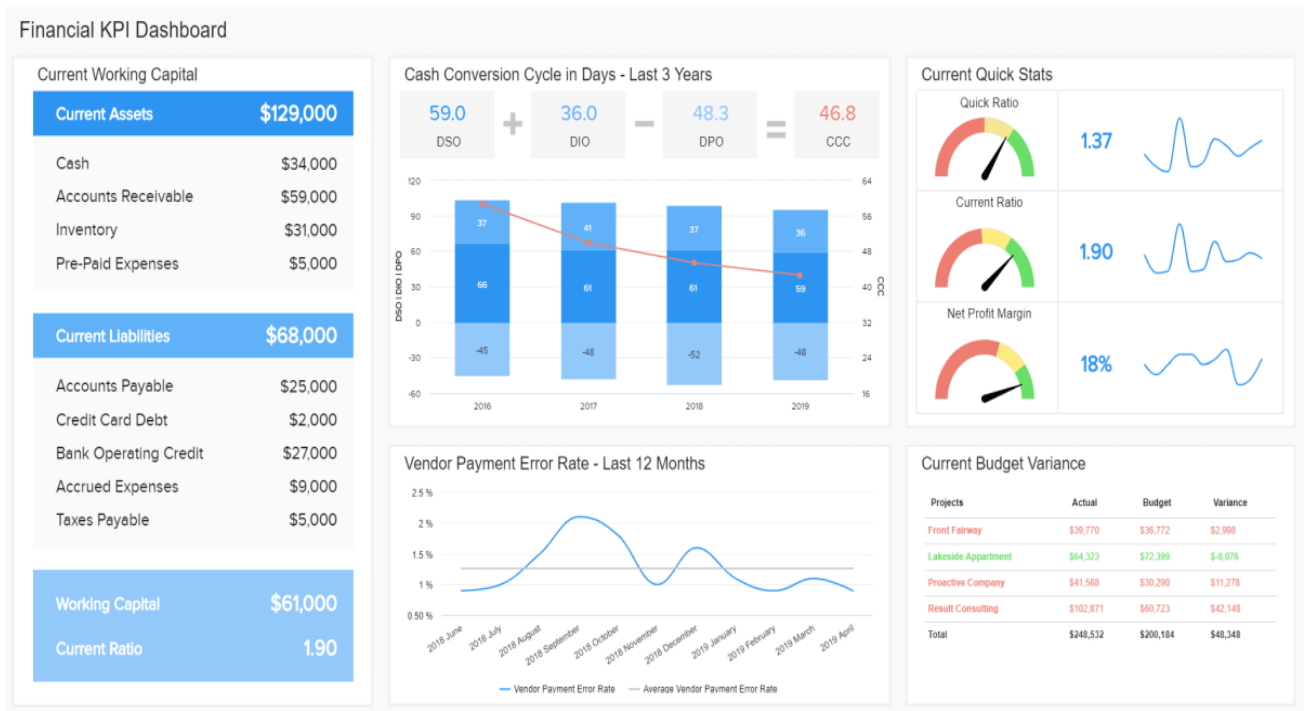 Financial KPI Dashboard
Current Working Capital
Current Assets $129,000
Cash $34,000
Accounts Receivable $59,000
Inventory $31,000
Pre-Paid Expenses $5,000
Current Liabilities $68,000
Accounts Payable $25,000
Credit Card Debt $2,000
Bank Operating Credit $27,000
Accrued Expenses $9,000
Taxes Payable $5,000
Working Capital $61,000
Current Ratio 1.90
Cash Conversion Cycle in Days - Last 3 Years
59.0 + 36.0 - 48.3 = 46.8
DSO DIO DPO CCC
120 64
90 56
60 48
30 40
0 32
-30 24
-60 16
DSO I DIO I DPO
CCC
37 41 37 36
66 61 61 59
-45 -48 -52 -48
2016 2017 2018 2019
Current Quick Stats
Quick Ratio
1.37
Current Ratio
1.90
Net Profit Margin
18%
Vendor Payment Error Rate - Last 12 Months
2.5 %
2 %
1.5 %
1 %
0.50 %
2018 June 2018 July 2018 August 2018 September 2018 October 2018 November 2018 December 2019 January 2019 February 2019 March 2019 April
Vendor Payment Error Rate Average Vendor Payment Error Rate
Current Budget Variance
Projects Actual Budget Variance
Front Fairway $39,770 $36,772 $2,998
Lakeside Appartment $64,323 $72,399 $-8,076
Proactive Company $41,568 $30,290 $11,278
Result Consulting $102,871 $60,723 $42,148
Total $248,532 $200,184 $48,348